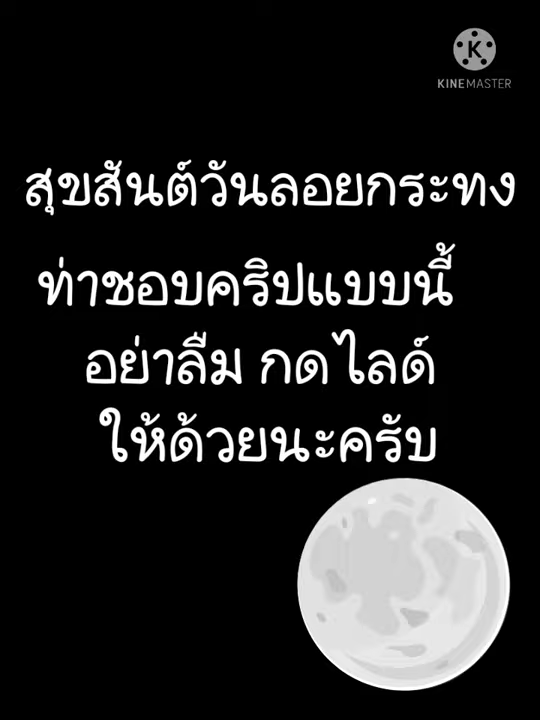 KINEMASTER
สุขสันต์วันลอยกระทง
ท่าชอบคริปแบบนี้
อย่าลืม กดไลด์
ให้ด้วยนะครับ